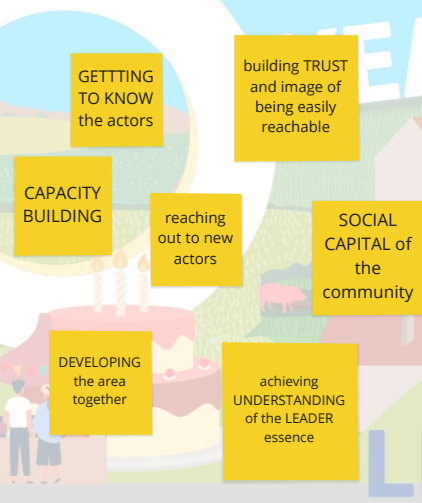 GETTTING
TO KNOW
the actors
building TRUST
and image of
being easily
reachable
CAPACITY
BUILDING
reaching
out to new
actors
SOCIAL
CAPITAL of
the
community
DEVELOPING
the area
together
achieving
UNDERSTANDING
of the LEADER
essence